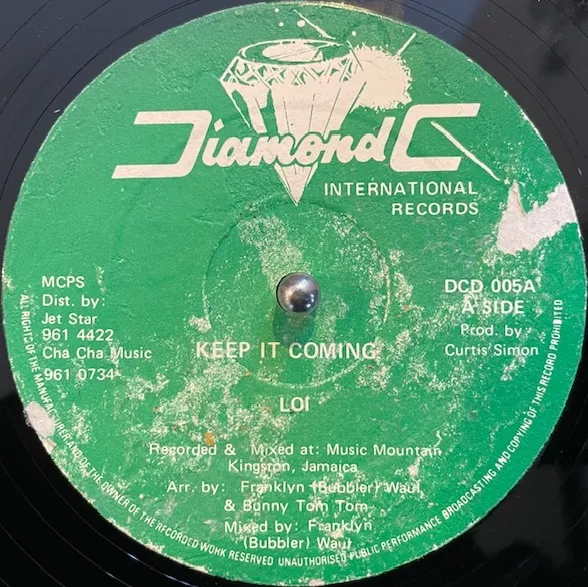 Diamond C
INTERNATIONAL
RECORDS
MCPS
Dist. by:
Jet Star
961 4422
Cha Cha Music
961 0734
DCD 005A
A SIDE
Prod. by
Curtis Simon
KEEP IT COMING
LOI
Recorded & Mixed at: Music Mountain
Kingston, Jamaica
Arr. by: Franklyn (Bubbler) Waul
& Bunny Tom Tom
Mixed by: Franklyn
(Bubbler) Waul
ALL RIGHTS OF THE MANUFACTURER AND OF THE OWNER OF THE RECORDED WORK RESERVED UNAUTHORISED PUBLIC PERFORMANCE BROADCASTING AND COPYING OF THIS RECORD PROHIBITED